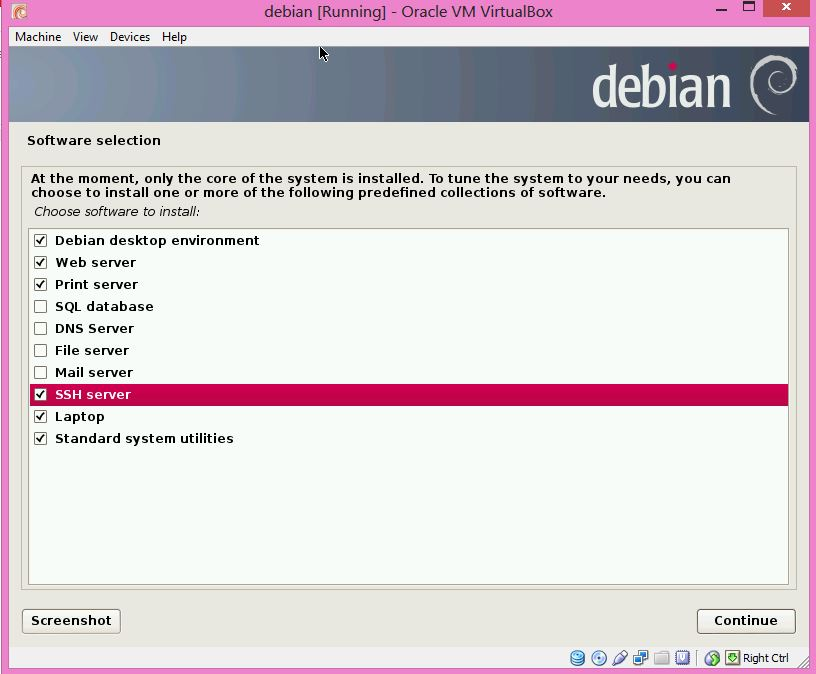 debian [Running] - Oracle VM VirtualBox
Machine View Devices Help
debian
Software selection
At the moment, only the core of the system is installed. To tune the system to your needs, you can
choose to install one or more of the following predefined collections of software.
Choose software to install:
Debian desktop environment
Web server
Print server
SQL database
DNS Server
File server
Mail server
SSH server
Laptop
Standard system utilities
Screenshot Continue
Right Ctrl